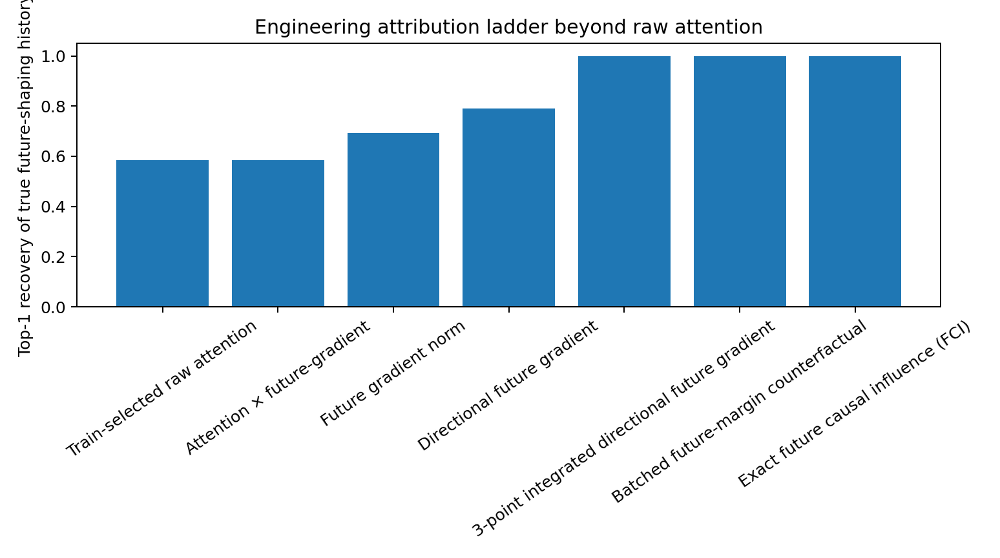 Engineering attribution ladder beyond raw attention
Top-1 recovery of true future-shaping history
1.0
0.8
0.6
0.4
0.2
0.0
Train-selected raw attention
Attention × future-gradient
Future gradient norm
Directional future gradient
3-point integrated directional future gradient
Batched future-margin counterfactual
Exact future causal influence (FCI)